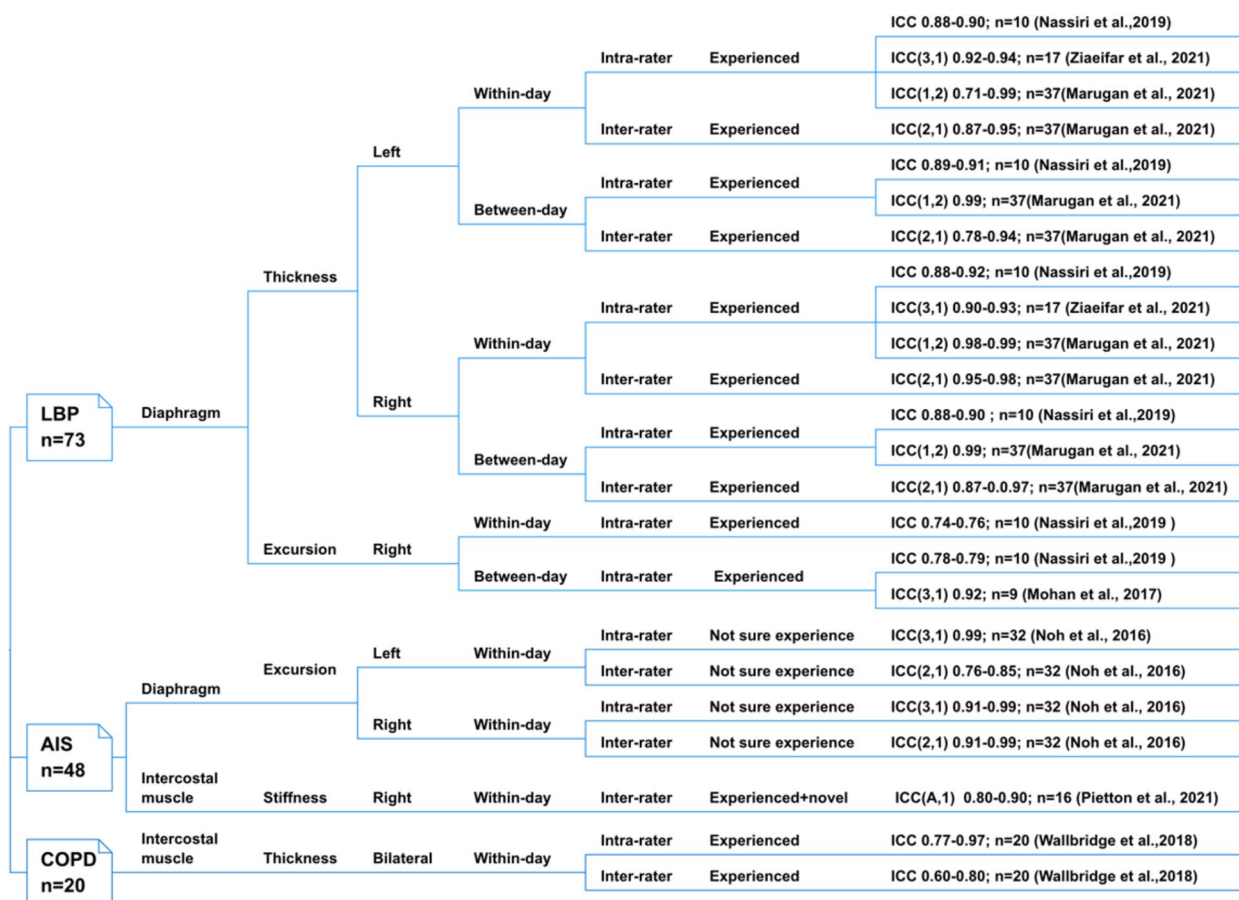 ICC 0.88-0.90; n=10 (Nassiri et al.,2019)
Intra-rater Experienced ICC(3,1) 0.92-0.94; n=17 (Ziaeifar et al., 2021)
Within-day ICC(1,2) 0.71-0.99; n=37(Marugan et al., 2021)
Inter-rater Experienced ICC(2,1) 0.87-0.95; n=37(Marugan et al., 2021)
Left
ICC 0.89-0.91; n=10 (Nassiri et al.,2019)
Intra-rater Experienced
Between-day ICC(1,2) 0.99; n=37(Marugan et al., 2021)
Inter-rater Experienced ICC(2,1) 0.78-0.94; n=37(Marugan et al., 2021)
Thickness ICC 0.88-0.92; n=10 (Nassiri et al.,2019)
Intra-rater Experienced ICC(3,1) 0.90-0.93; n=17 (Ziaeifar et al., 2021)
Within-day ICC(1,2) 0.98-0.99; n=37(Marugan et al., 2021)
Inter-rater Experienced ICC(2,1) 0.95-0.98; n=37(Marugan et al., 2021)
Right
LBP
n=73
Diaphragm ICC 0.88-0.90 ; n=10 (Nassiri et al.,2019)
Intra-rater Experienced
Between-day ICC(1,2) 0.99; n=37(Marugan et al., 2021)
Inter-rater Experienced ICC(2,1) 0.87-0.0.97; n=37(Marugan et al., 2021)
Within-day Intra-rater Experienced ICC 0.74-0.76; n=10 (Nassiri et al.,2019 )
Excursion Right
ICC 0.78-0.79; n=10 (Nassiri et al.,2019 )
Between-day Intra-rater Experienced
ICC(3,1) 0.92; n=9 (Mohan et al., 2017)
Intra-rater Not sure experience ICC(3,1) 0.99; n=32 (Noh et al., 2016)
Left Within-day
Excursion
Inter-rater Not sure experience ICC(2,1) 0.76-0.85; n=32 (Noh et al., 2016)
Diaphragm
Intra-rater Not sure experience ICC(3,1) 0.91-0.99; n=32 (Noh et al., 2016)
Right Within-day
Inter-rater Not sure experience ICC(2,1) 0.91-0.99; n=32 (Noh et al., 2016)
AIS
n=48
Intercostal
muscle Stiffness Right Within-day Inter-rater Experienced+novel ICC(A,1) 0.80-0.90; n=16 (Pietton et al., 2021)
COPD
n=20
Intercostal
muscle Thickness Bilateral Within-day
Intra-rater Experienced ICC 0.77-0.97; n=20 (Wallbridge et al.,2018)
Inter-rater Experienced ICC 0.60-0.80; n=20 (Wallbridge et al.,2018)